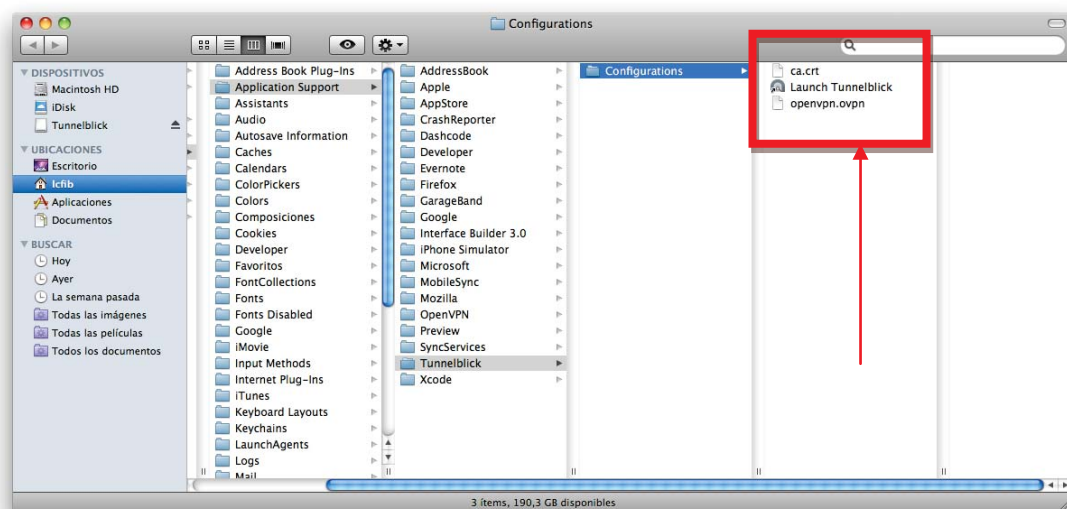 Configurations
DISPOSITIVOS
Macintosh HD
iDisk
Tunnelblick
UBICACIONES
Escritorio
lcfib
Aplicaciones
Documentos
BUSCAR
Hoy
Ayer
La semana pasada
Todas las imágenes
Todas las películas
Todos los documentos
Address Book Plug-Ins
Application Support
Assistants
Audio
Autosave Information
Caches
Calendars
ColorPickers
Colors
Composiciones
Cookies
Developer
Favoritos
FontCollections
Fonts
Fonts Disabled
Google
iMovie
Input Methods
Internet Plug-Ins
iTunes
Keyboard Layouts
Keychains
LaunchAgents
Logs
Mail
AddressBook
Apple
AppStore
CrashReporter
Dashcode
Developer
Evernote
Firefox
GarageBand
Google
Interface Builder 3.0
iPhone Simulator
Microsoft
MobileSync
Mozilla
OpenVPN
Preview
SyncServices
Tunnelblick
Xcode
Configurations
ca.crt
Launch Tunnelblick
openvpn.ovpn
3 ítems, 190,3 GB disponibles